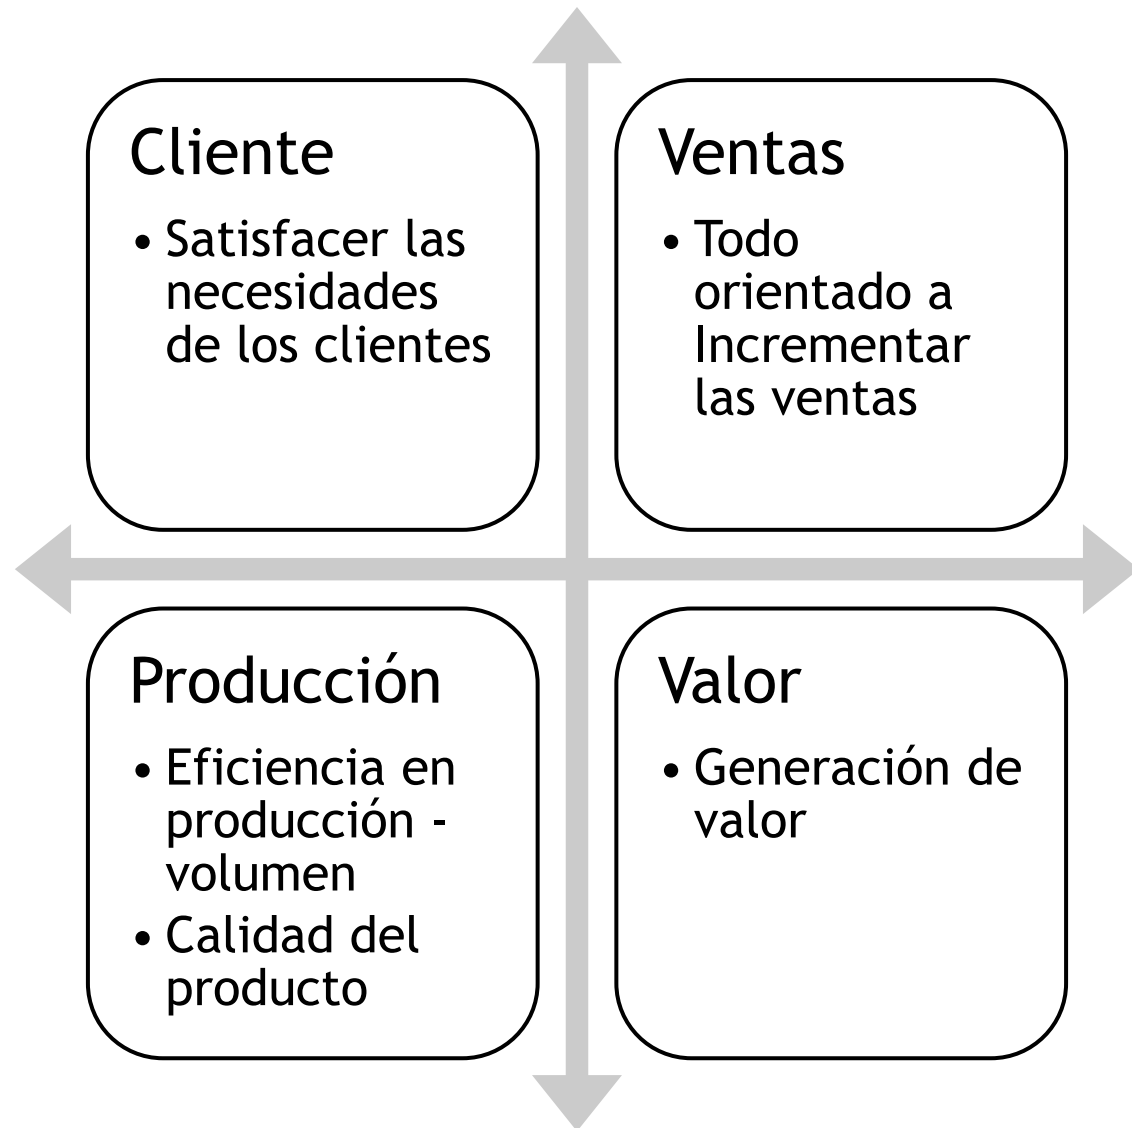 Cliente
• Satisfacer las
necesidades
de los clientes
Ventas
• Todo
orientado a
Incrementar
las ventas
Producción
• Eficiencia en
producción -
volumen
• Calidad del
producto
Valor
• Generación de
valor